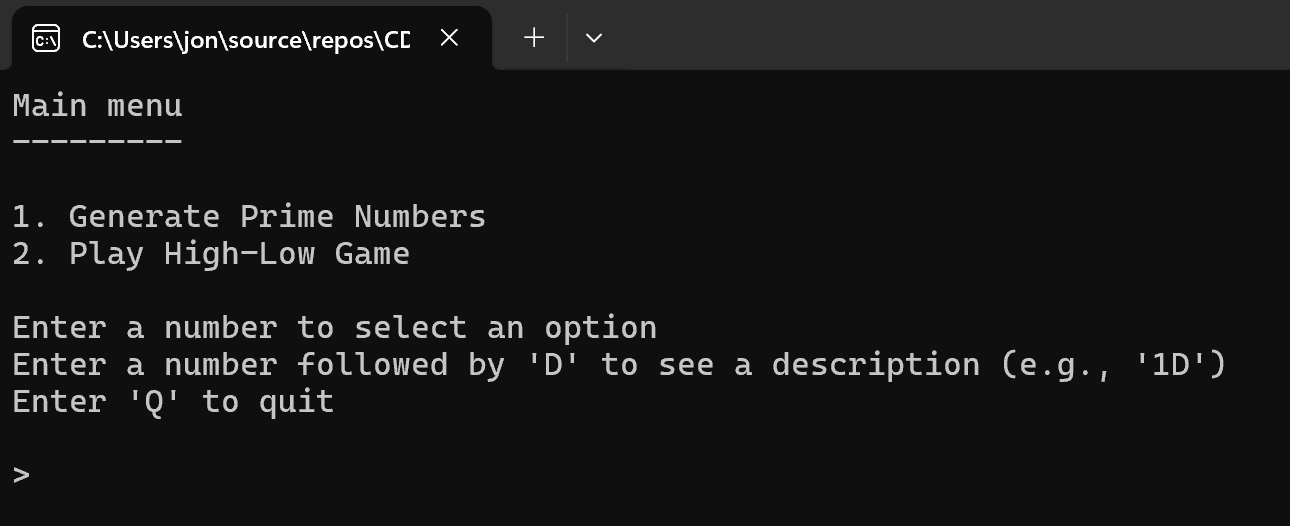 C:\Users\jon\source\repos\CD
Main menu
---------
1. Generate Prime Numbers
2. Play High-Low Game
Enter a number to select an option
Enter a number followed by 'D' to see a description (e.g., '1D')
Enter 'Q' to quit
>